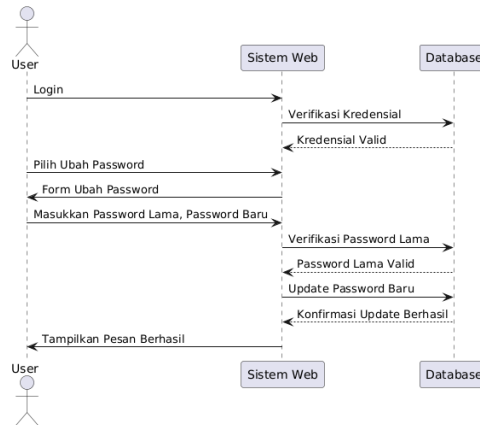 User
Sistem Web
Database
Login
Verifikasi Kredensial
Kredensial Valid
Pilih Ubah Password
Form Ubah Password
Masukkan Password Lama, Password Baru
Verifikasi Password Lama
Password Lama Valid
Update Password Baru
Konfirmasi Update Berhasil
Tampilkan Pesan Berhasil
User
Sistem Web
Database